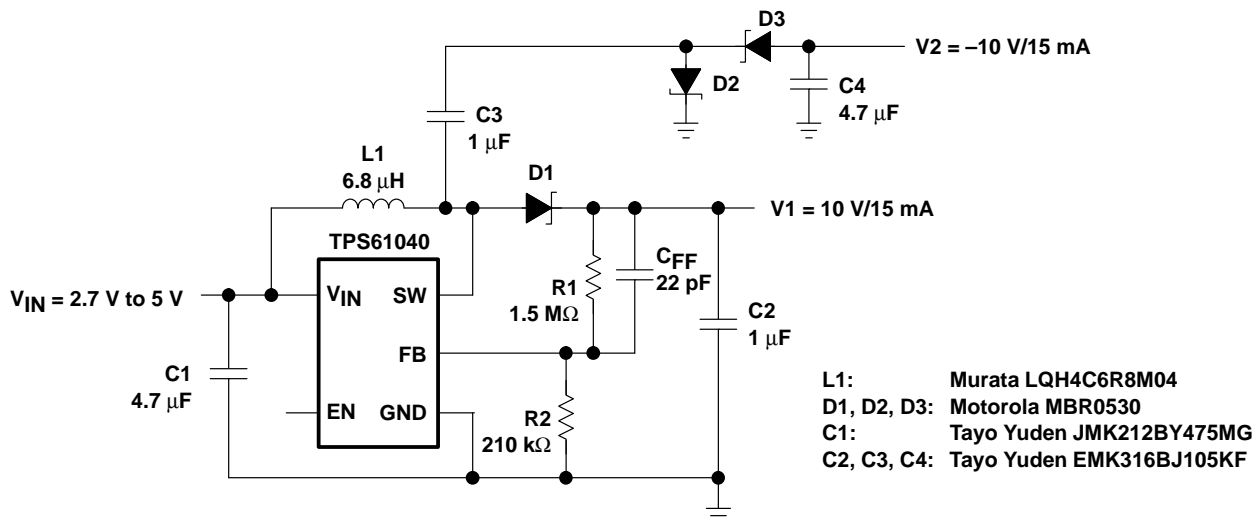 D3
V2 = –10 V/15 mA
D2
C4
4.7 µF
C3
1 µF
L1
6.8 µH
D1
V1 = 10 V/15 mA
TPS61040
CFF
22 pF
VIN = 2.7 V to 5 V
VIN
SW
R1
1.5 MΩ
C2
1 µF
FB
C1
4.7 µF
EN
GND
R2
210 kΩ
L1: Murata LQH4C6R8M04
D1, D2, D3: Motorola MBR0530
C1: Tayo Yuden JMK212BY475MG
C2, C3, C4: Tayo Yuden EMK316BJ105KF